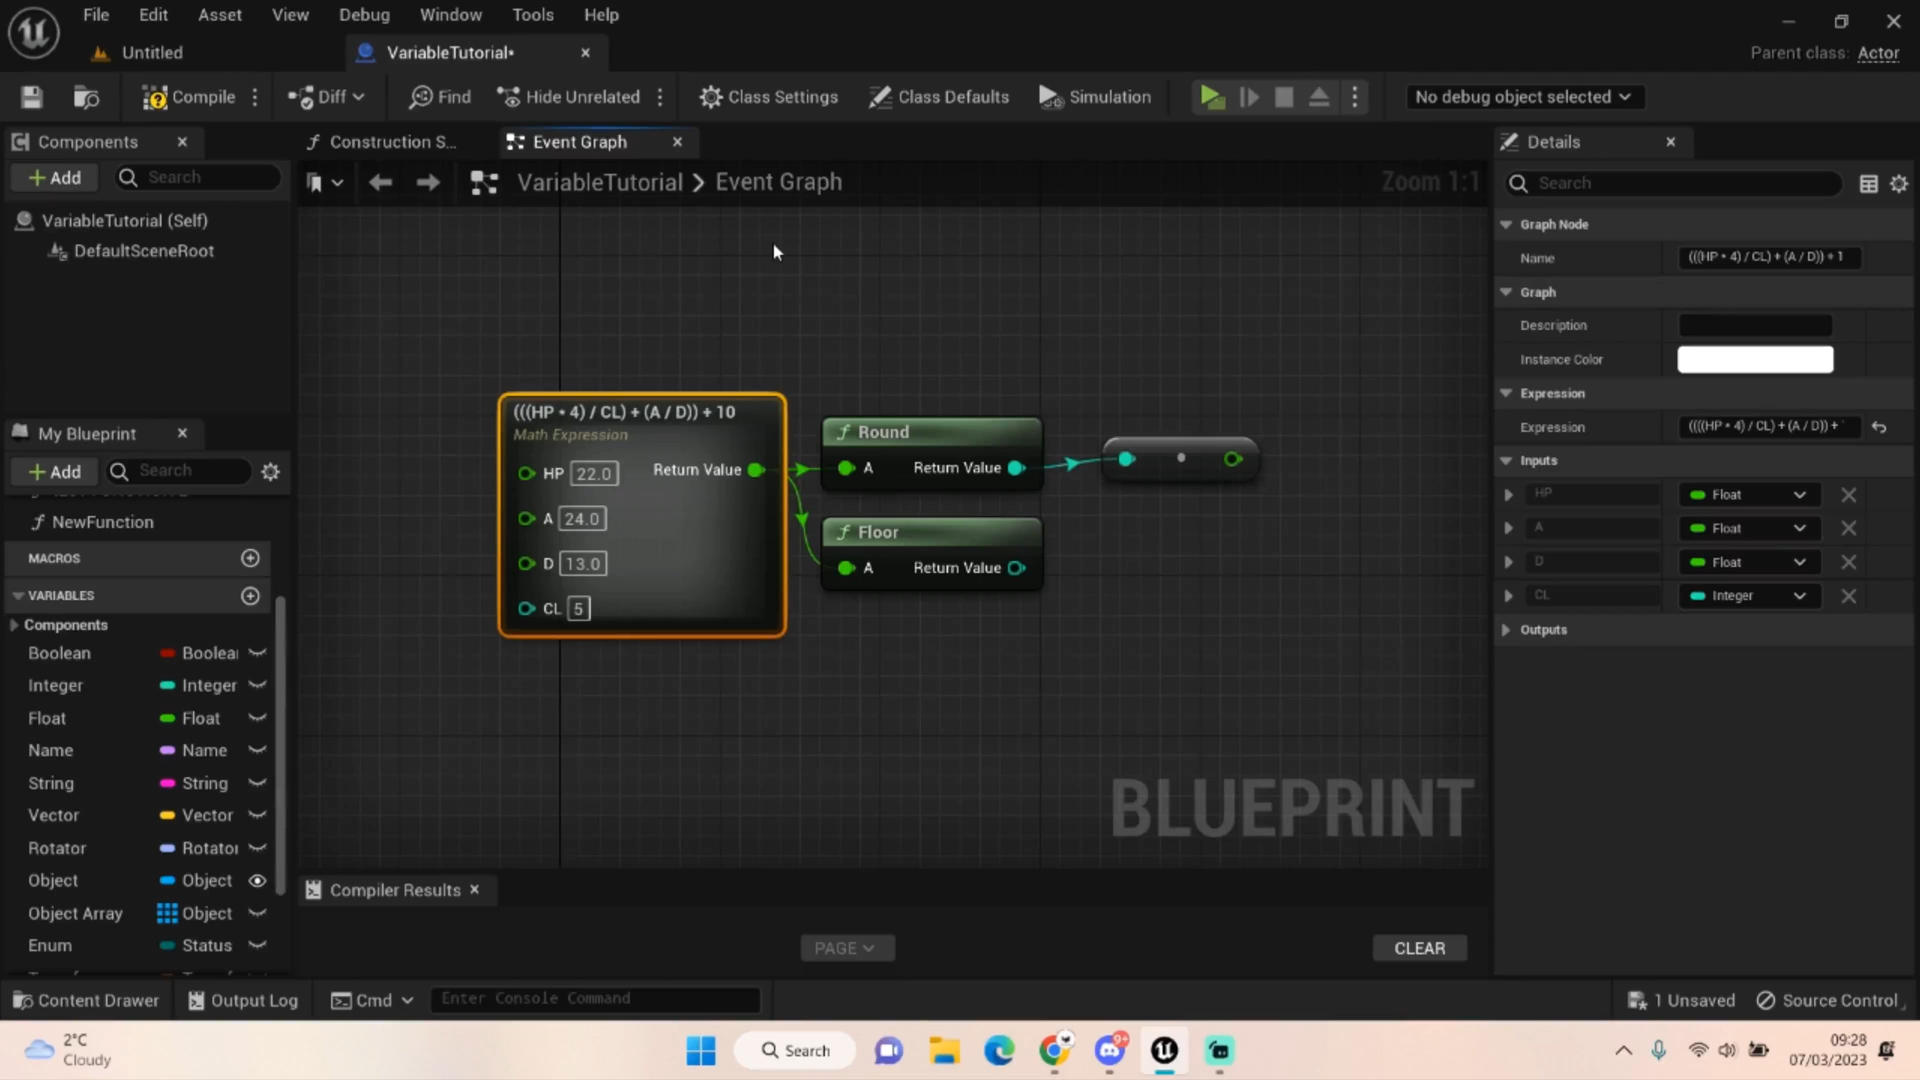 File Edit Asset View Debug Window Tools Help
Untitled
VariableTutorial*
Parent class: Actor
Compile
Diff
Find
Hide Unrelated
Class Settings
Class Defaults
Simulation
No debug object selected
Components
Construction S...
Event Graph
Details
+ Add
Search
VariableTutorial > Event Graph
Zoom 1:1
Search
VariableTutorial (Self)
DefaultSceneRoot
Graph Node
Name
(((HP * 4) / CL) + (A / D)) + 1
Graph
Description
Instance Color
Expression
Expression
((((HP * 4) / CL) + (A / D)) +
Inputs
HP
Float
A
Float
D
Float
CL
Integer
Outputs
(((HP * 4) / CL) + (A / D)) + 10
Math Expression
HP 22.0
Return Value
A 24.0
D 13.0
CL 5
Round
A Return Value
Floor
A Return Value
BLUEPRINT
My Blueprint
+ Add
Search
NewFunction
MACROS
VARIABLES
Components
Boolean
Boolea
Integer
Integer
Float
Float
Name
Name
String
String
Vector
Vector
Rotator
Rotator
Object
Object
Object Array
Object
Enum
Status
Compiler Results
PAGE
CLEAR
Content Drawer
Output Log
Cmd
Enter Console Command
1 Unsaved
Source Control
2°C
Cloudy
Search
9+
09:28
07/03/2023